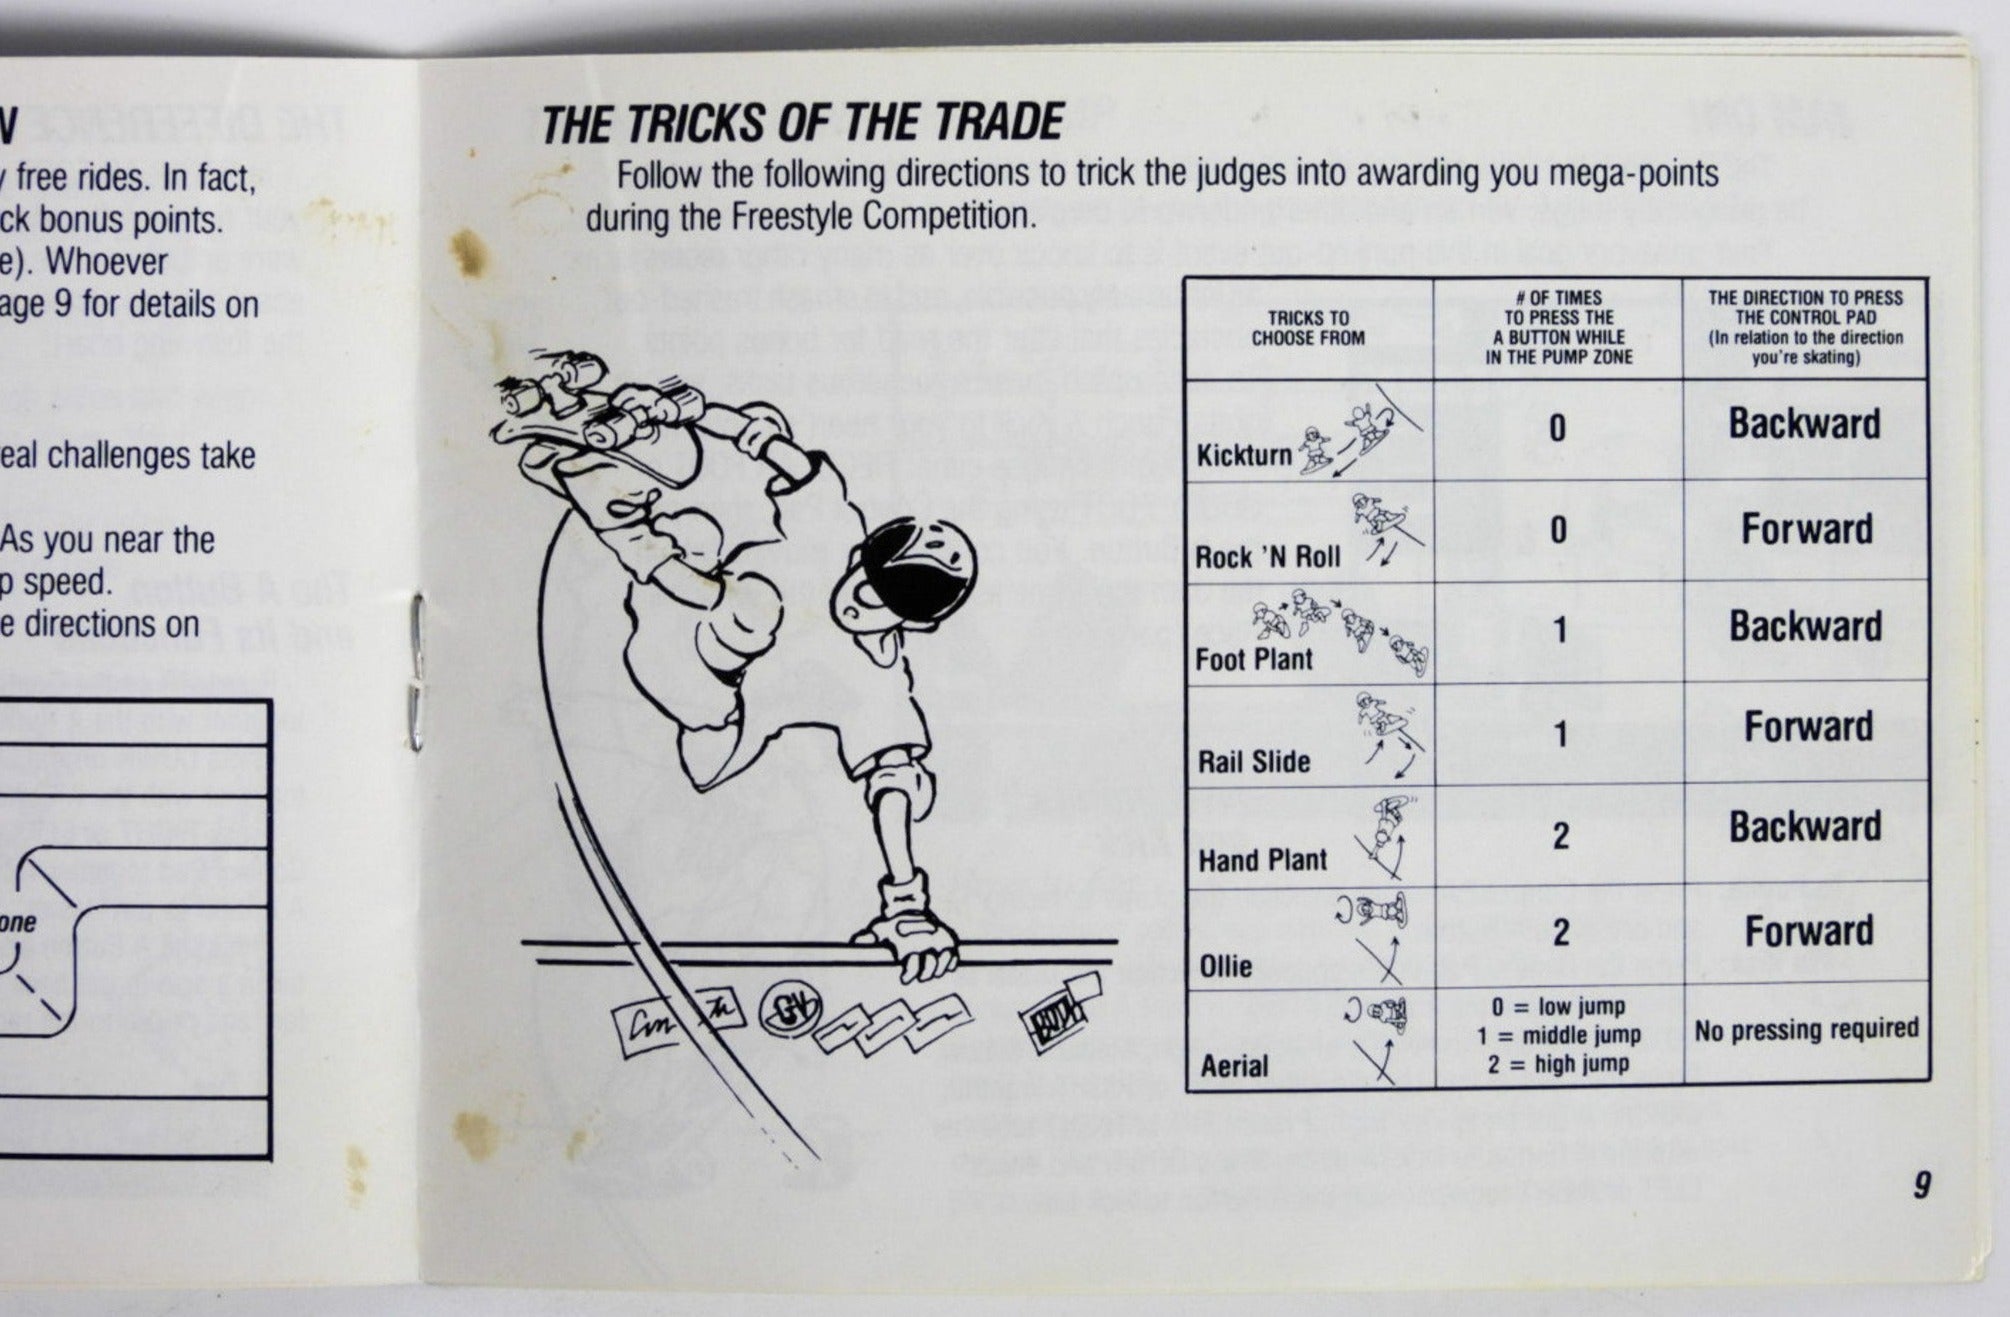 free rides. In fact,
ck bonus points.
e). Whoever
age 9 for details on
eal challenges take
As you near the
p speed.
e directions on
one
THE TRICKS OF THE TRADE
Follow the following directions to trick the judges into awarding you mega-points
during the Freestyle Competition.
TRICKS TO
CHOOSE FROM
# OF TIMES
TO PRESS THE
A BUTTON WHILE
IN THE PUMP ZONE
THE DIRECTION TO PRESS
THE CONTROL PAD
(In relation to the direction
you're skating)
Kickturn 0 Backward
Rock 'N Roll 0 Forward
Foot Plant 1 Backward
Rail Slide 1 Forward
Hand Plant 2 Backward
Ollie 2 Forward
Aerial
0 = low jump
1 = middle jump
2 = high jump
No pressing required
9